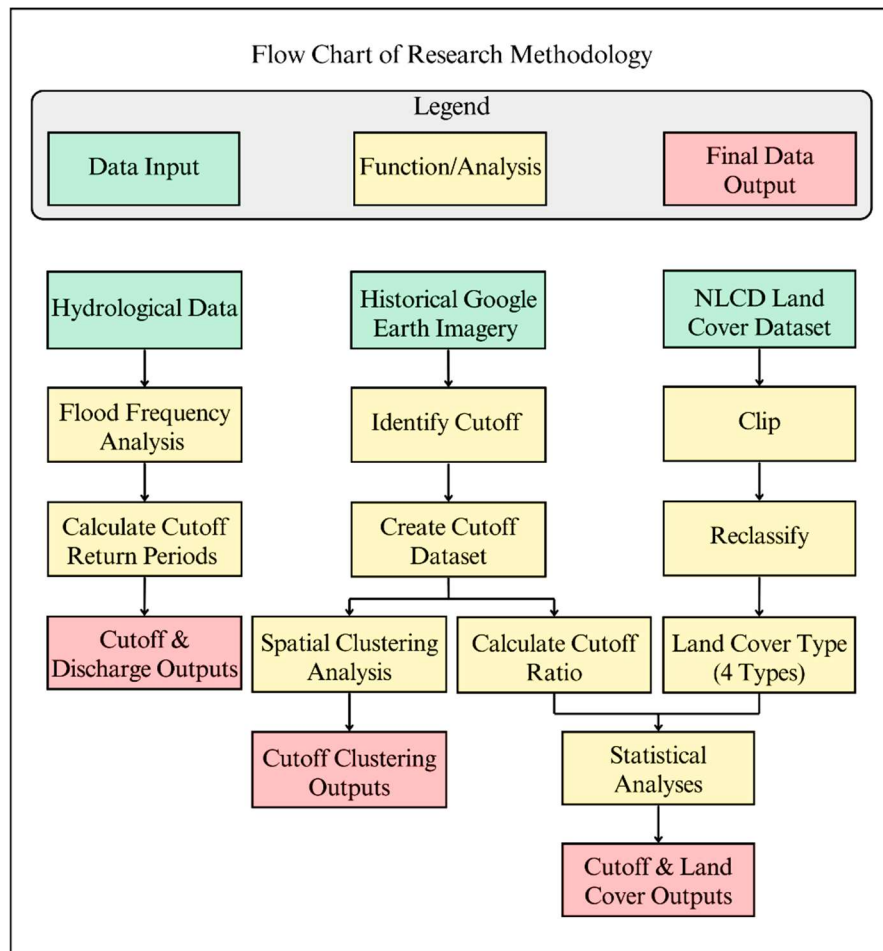 Flow Chart of Research Methodology
Legend
Data Input
Function/Analysis
Final Data
Output
Hydrological Data
Historical Google
Earth Imagery
NLCD Land
Cover Dataset
Flood Frequency
Analysis
Identify Cutoff
Clip
Calculate Cutoff
Return Periods
Create Cutoff
Dataset
Reclassify
Cutoff &
Discharge Outputs
Spatial Clustering
Analysis
Calculate Cutoff
Ratio
Land Cover Type
(4 Types)
Cutoff Clustering
Outputs
Statistical
Analyses
Cutoff & Land
Cover Outputs